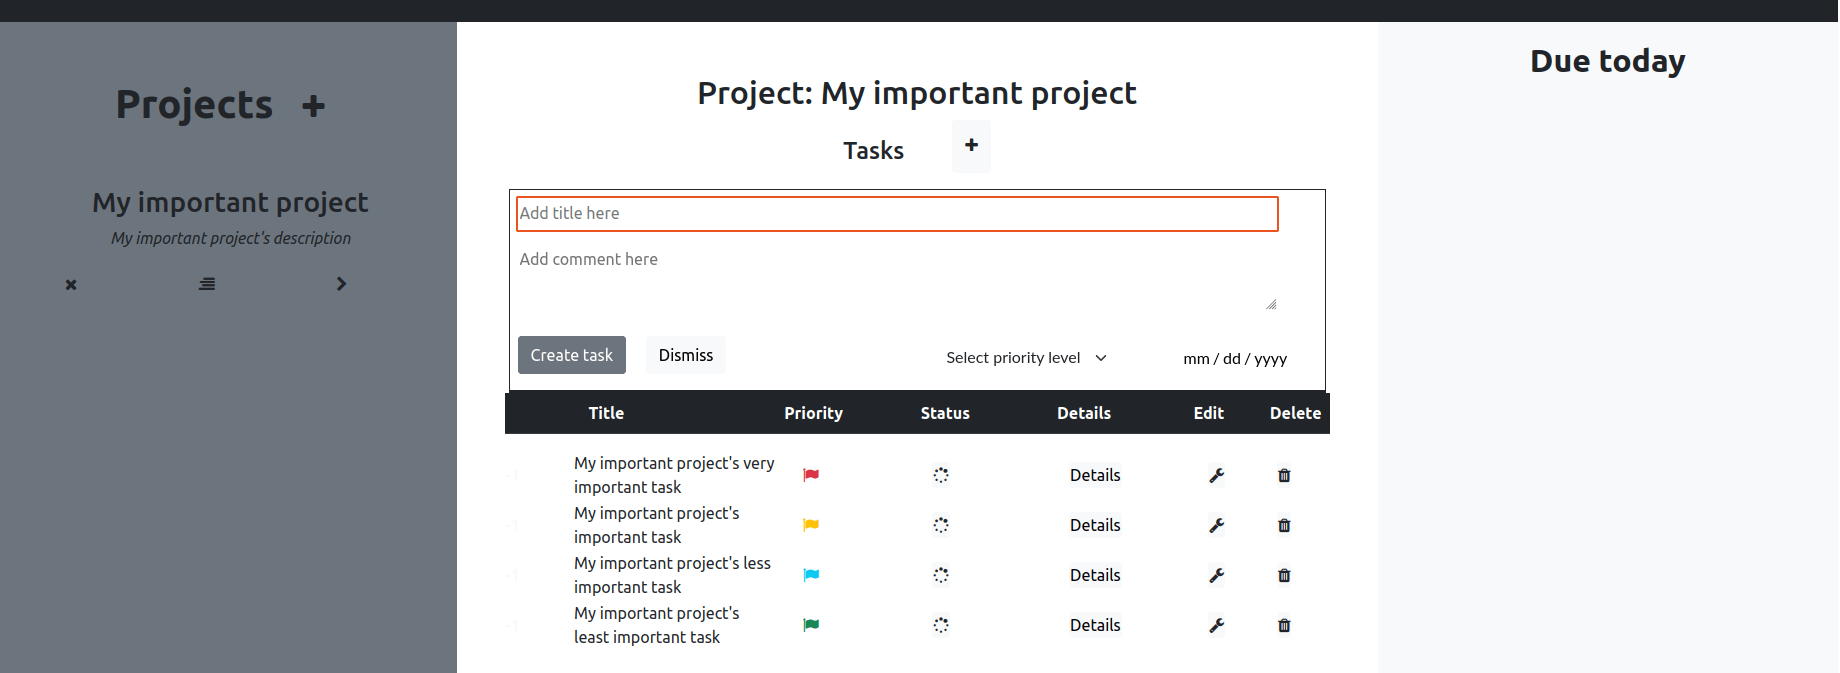 Projects
My important project
My important project's description
Project: My important project
Tasks
Add title here
Add comment here
Create task Dismiss Select priority level mm / dd / yyyy
Title Priority Status Details Edit Delete
My important project's very
important task
Details
My important project's
important task
Details
My important project's less
important task
Details
My important project's
least important task
Details
Due today